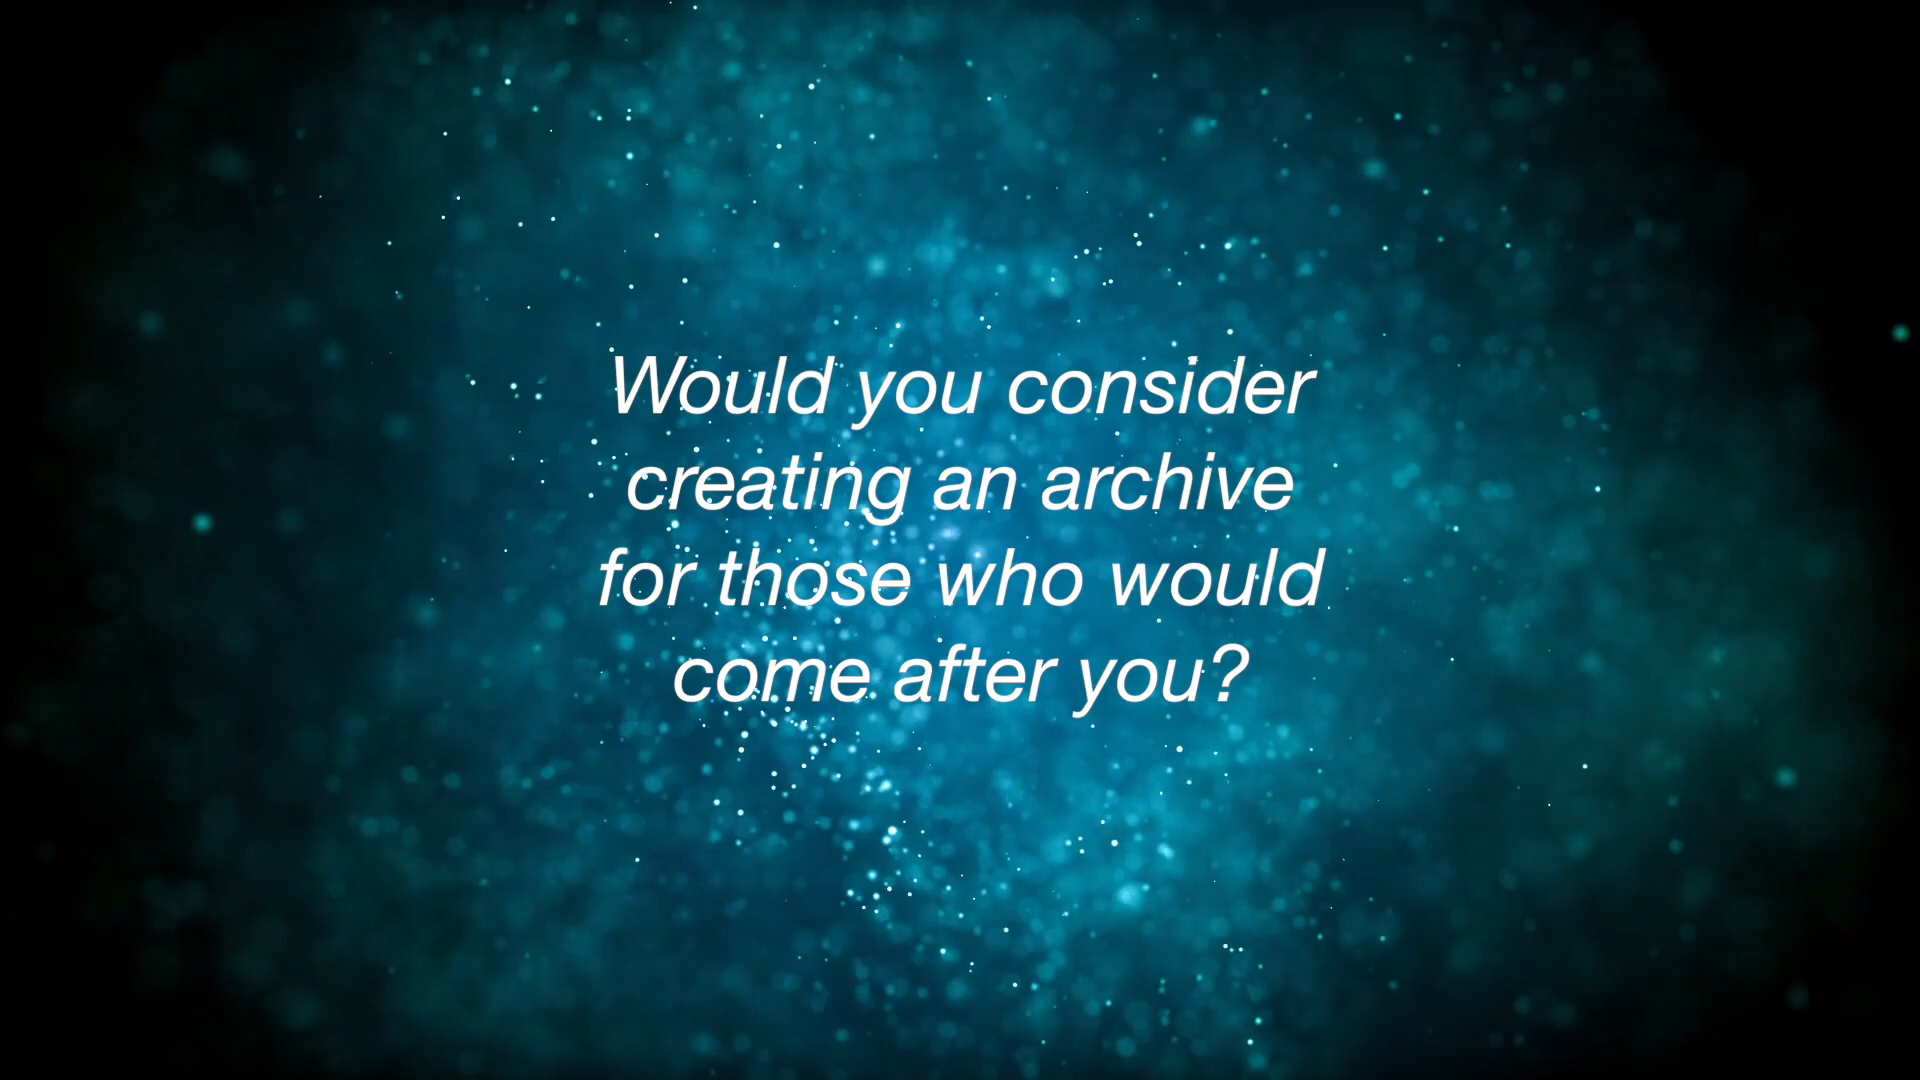 Would you consider
creating an archive
for those who would
come after you?